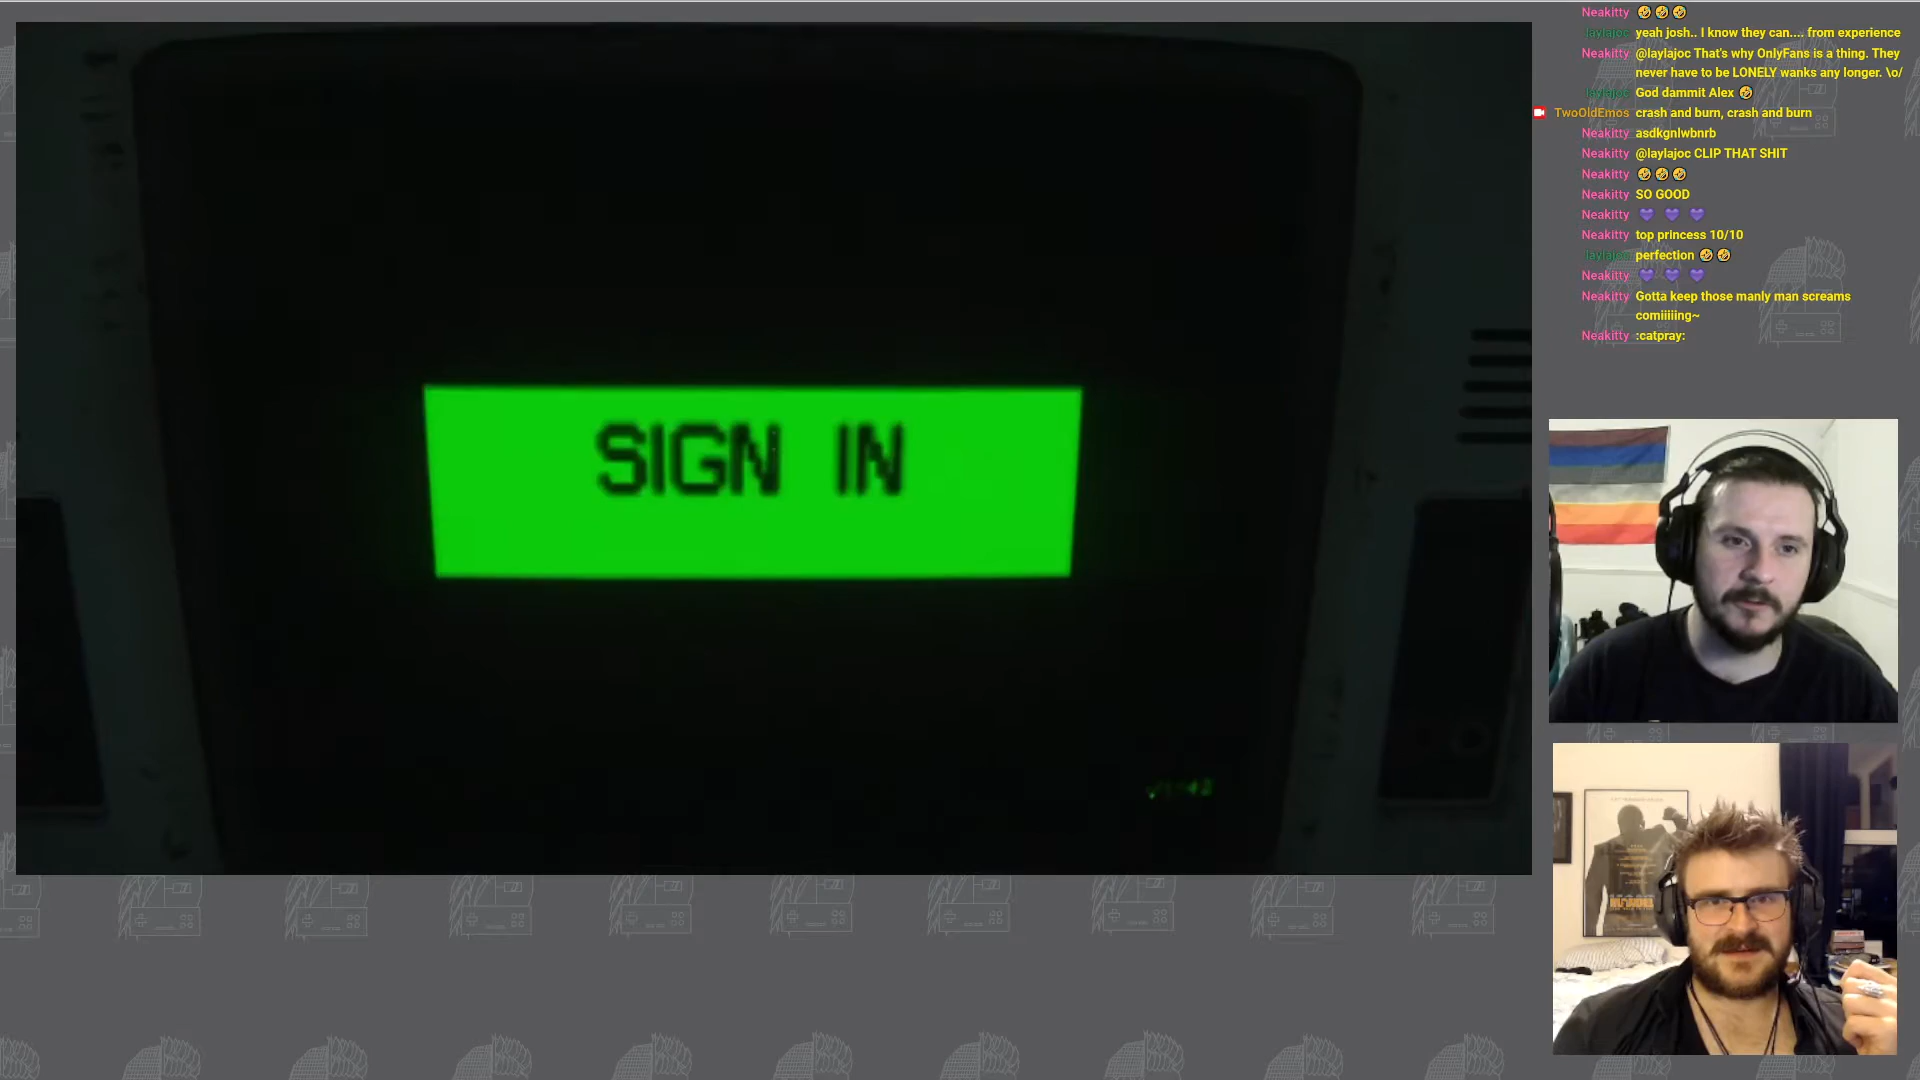 Neakitty 🤣🤣🤣
laylajoc yeah josh.. I know they can.... from experience
Neakitty @laylajoc That's why OnlyFans is a thing. They
never have to be LONELY wanks any longer. \o/
laylajoc God dammit Alex 🤣
TwoOldEmos crash and burn, crash and burn
Neakitty asdkgnlwbnrb
Neakitty @laylajoc CLIP THAT SHIT
Neakitty 🤣🤣🤣
Neakitty SO GOOD
Neakitty 💜 💜 💜
Neakitty top princess 10/10
laylajoc perfection 🤣🤣
Neakitty 💜 💜 💜
Neakitty Gotta keep those manly man screams
comiiiiing~
Neakitty :catpray:
SIGN IN